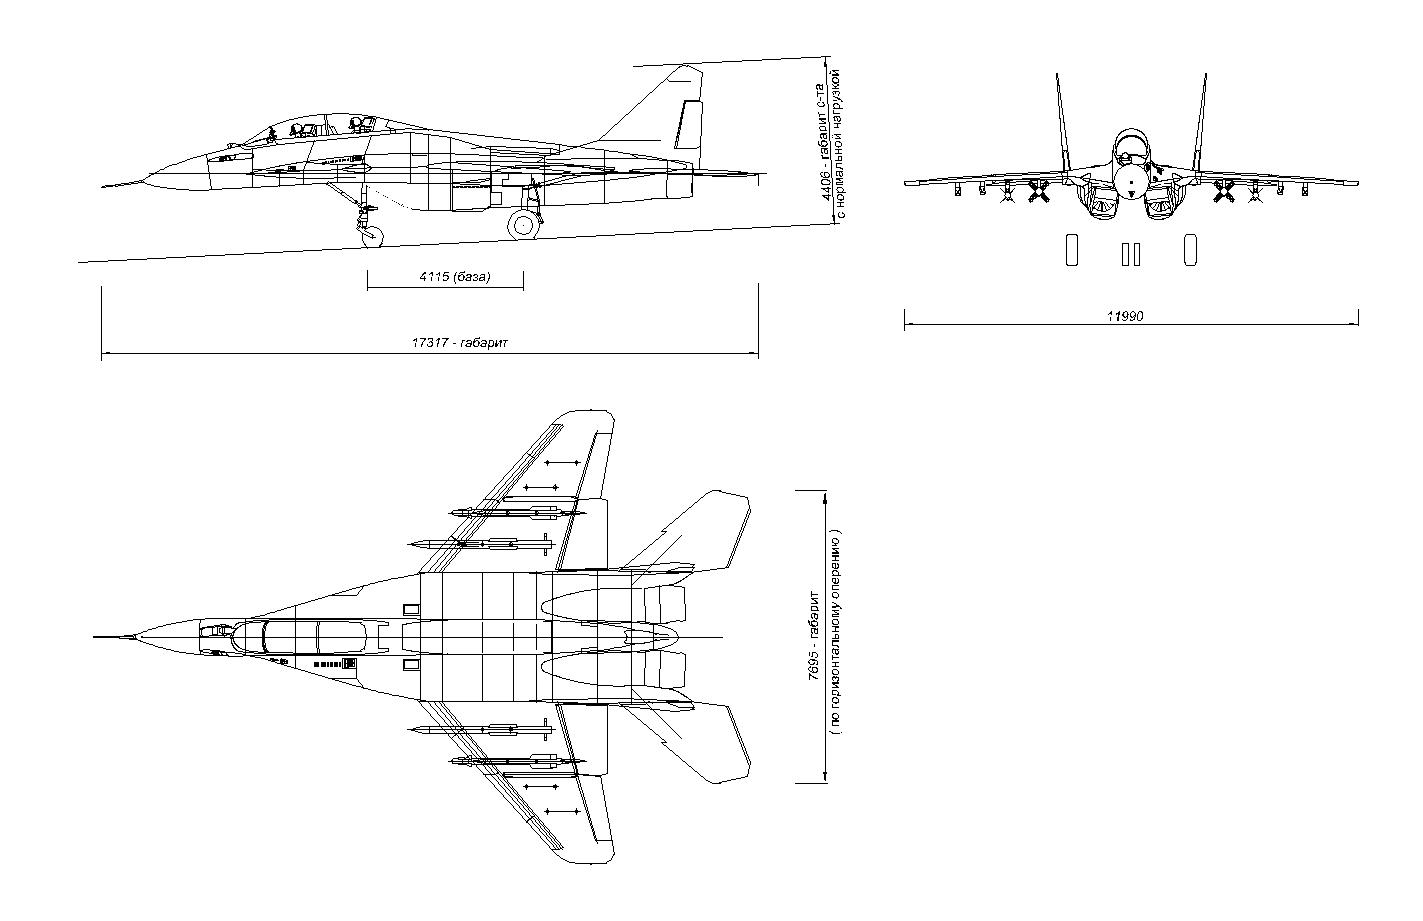 4406 - габарит с-та
с нормальной нагрузкой
4115 (база)
17317 - габарит
11990
7695 - габарит
( по горизонтальному оперению )